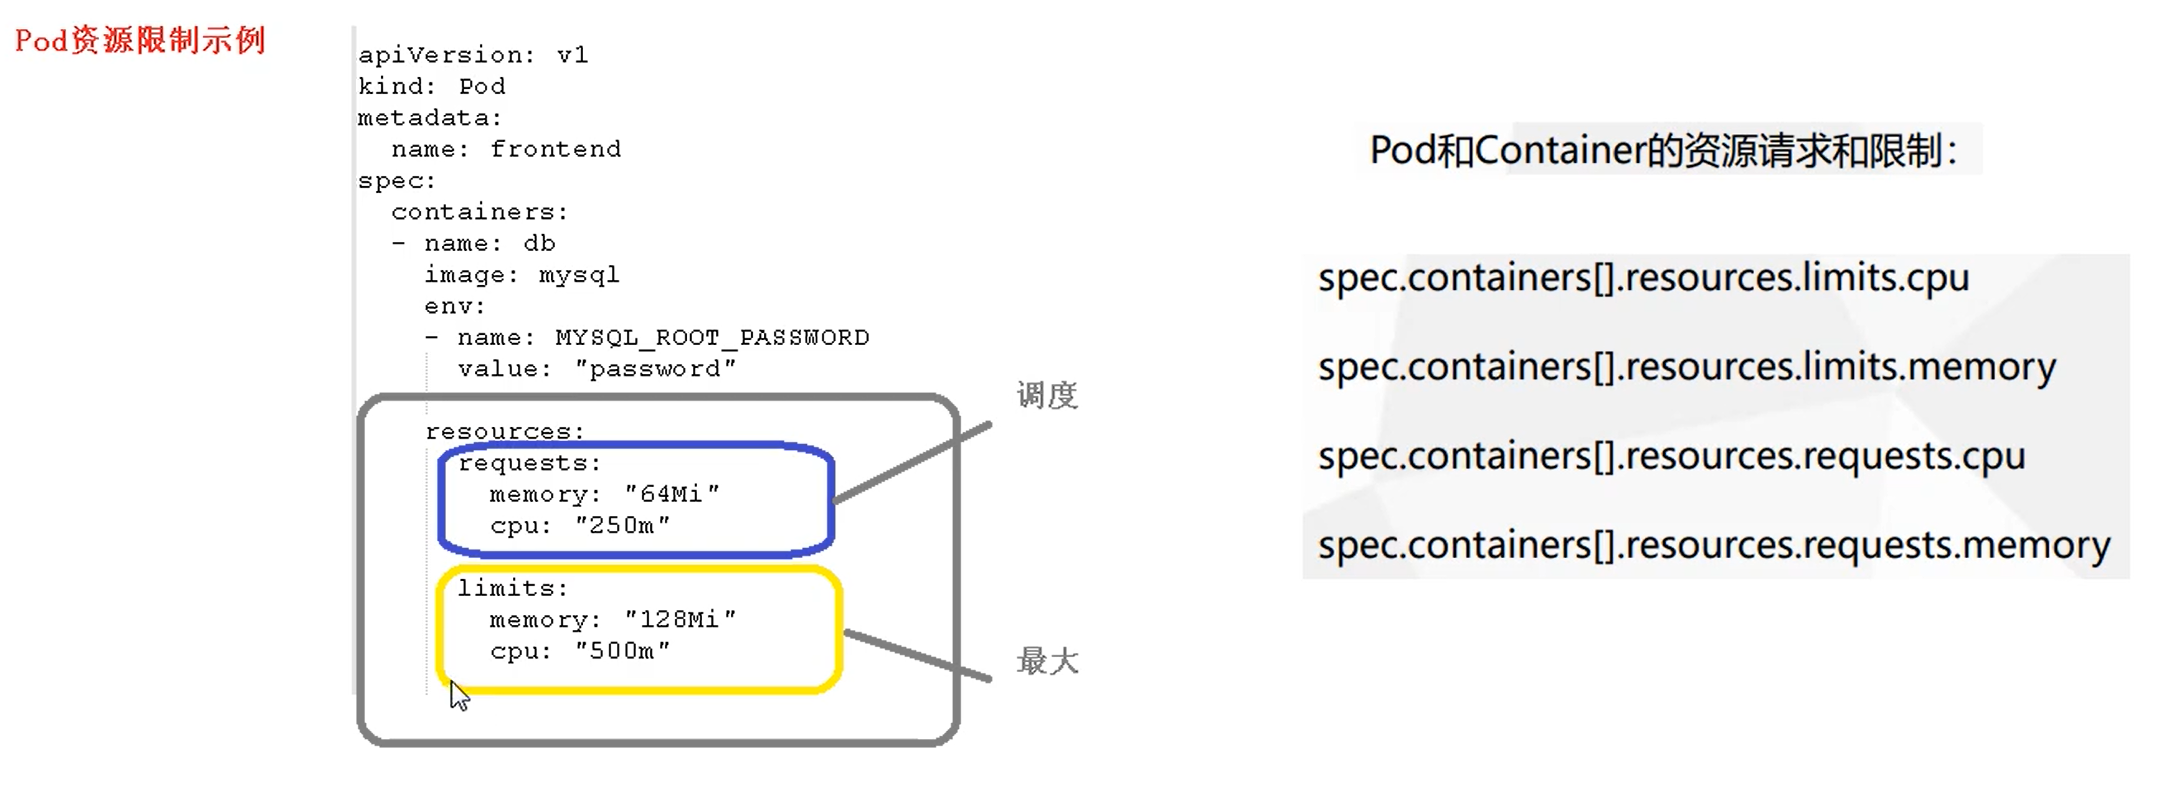 Pod资源限制示例
apiVersion: v1
kind: Pod
metadata:
  name: frontend
spec:
  containers:
  - name: db
    image: mysql
    env:
    - name: MYSQL_ROOT_PASSWORD
      value: "password"
    resources:
      requests:
        memory: "64Mi"
        cpu: "250m"
      limits:
        memory: "128Mi"
        cpu: "500m"
调度
最大
Pod和Container的资源请求和限制：
spec.containers[].resources.limits.cpu
spec.containers[].resources.limits.memory
spec.containers[].resources.requests.cpu
spec.containers[].resources.requests.memory